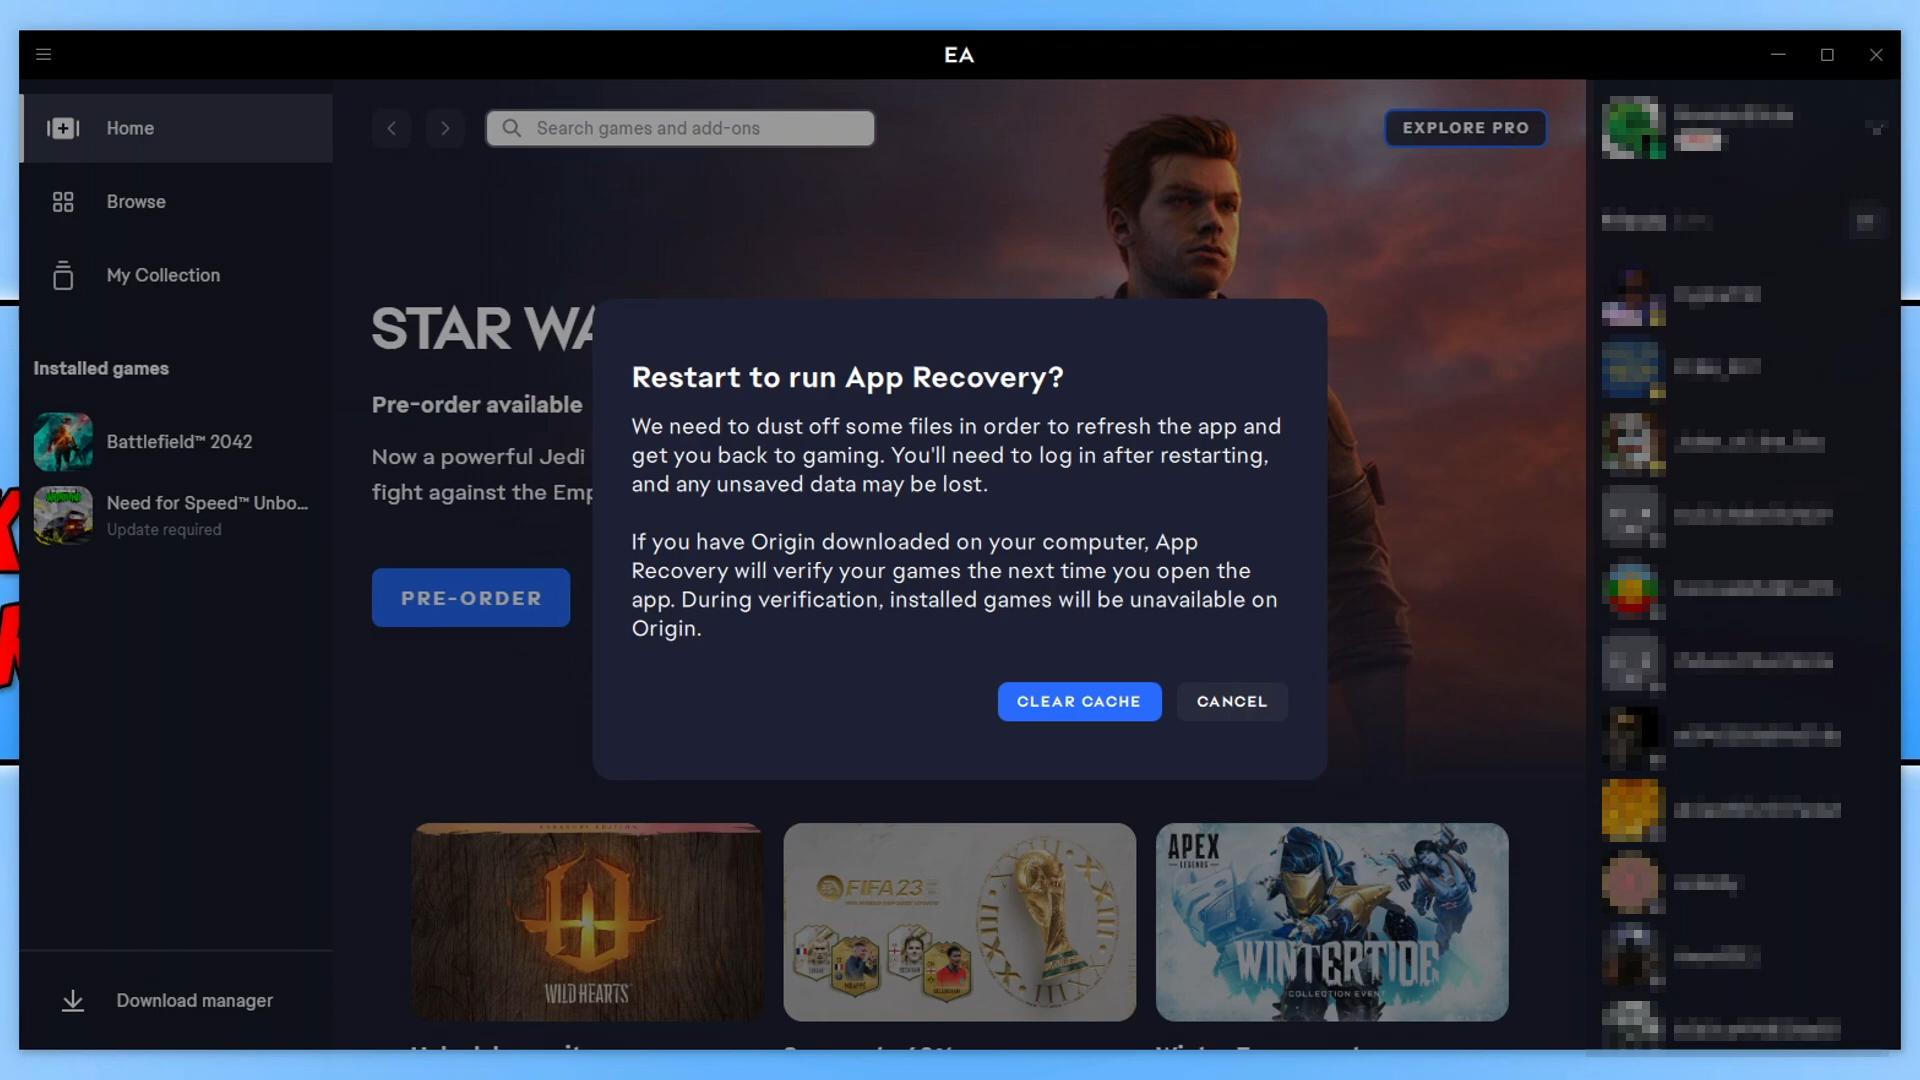 EA
Home
Search games and add-ons
EXPLORE PRO
Browse
My Collection
STAR WA
Installed games
Pre-order available
Battlefield™ 2042
Now a powerful Jedi
fight against the Emp
Need for Speed™ Unbo...
Update required
PRE-ORDER
Restart to run App Recovery?
We need to dust off some files in order to refresh the app and
get you back to gaming. You'll need to log in after restarting,
and any unsaved data may be lost.
If you have Origin downloaded on your computer, App
Recovery will verify your games the next time you open the
app. During verification, installed games will be unavailable on
Origin.
CLEAR CACHE
CANCEL
WILD HEARTS
FIFA 23
APEX
LEGENDS
WINTERTIDE
COLLECTION EVENT
Download manager